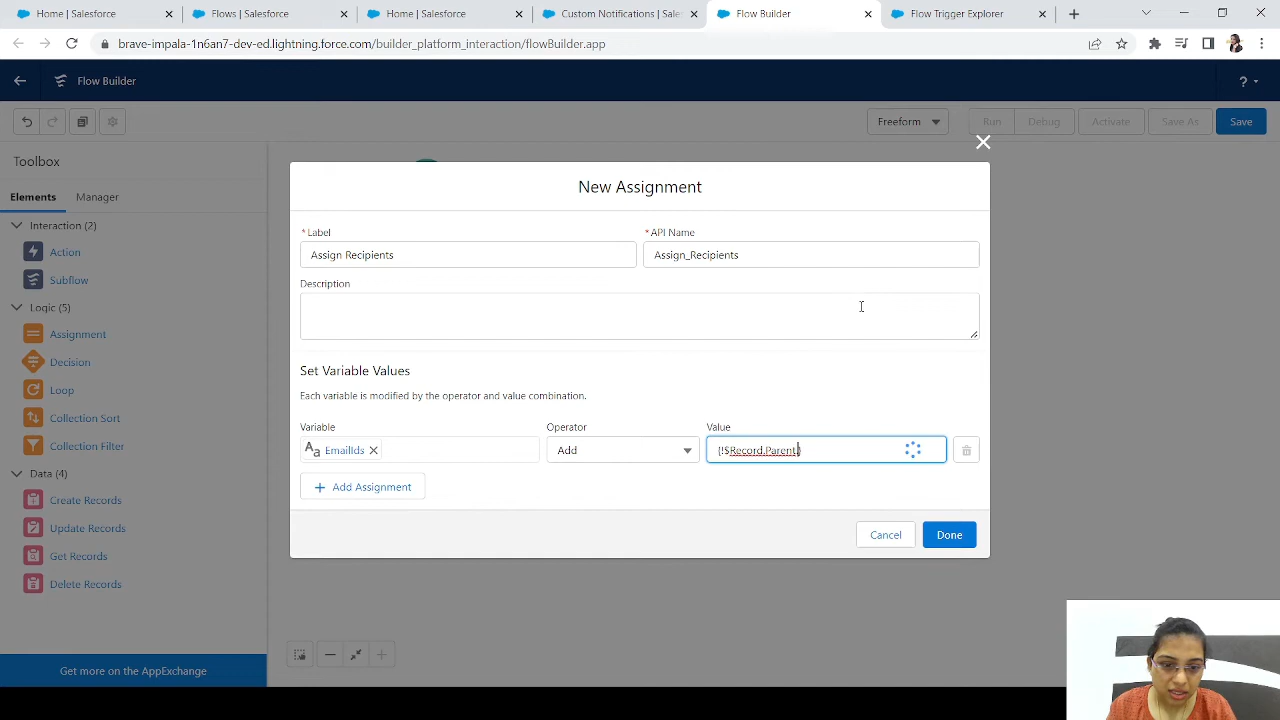 Home | Salesforce
Flows | Salesforce
Home | Salesforce
Custom Notifications | Sales
Flow Builder
Flow Trigger Explorer
brave-impala-1n6an7-dev-ed.lightning.force.com/builder_platform_interaction/flowBuilder.app
Flow Builder
?
Freeform
Run
Debug
Activate
Save As
Save
Toolbox
Elements
Manager
Interaction (2)
Action
Subflow
Logic (5)
Assignment
Decision
Loop
Collection Sort
Collection Filter
Data (4)
Create Records
Update Records
Get Records
Delete Records
Get more on the AppExchange
New Assignment
* Label
* API Name
Assign Recipients
Assign_Recipients
Description
Set Variable Values
Each variable is modified by the operator and value combination.
Variable
Operator
Value
Aa EmailIds
Add
{!$Record.Parent}
+ Add Assignment
Cancel
Done